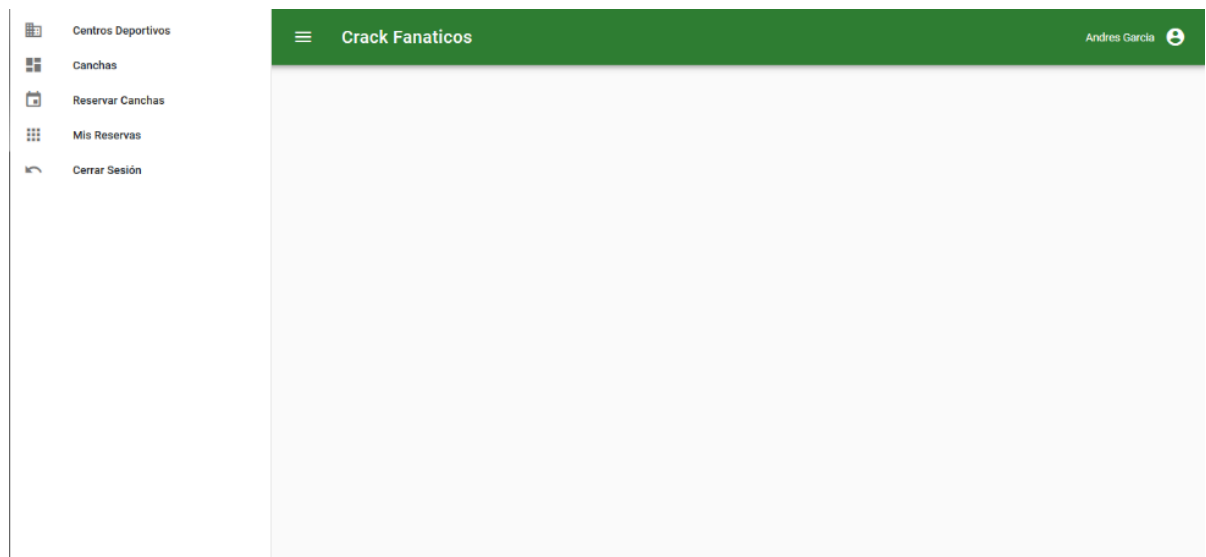 Centros Deportivos
Canchas
Reservar Canchas
Mis Reservas
Cerrar Sesión
Crack Fanaticos
Andres Garcia